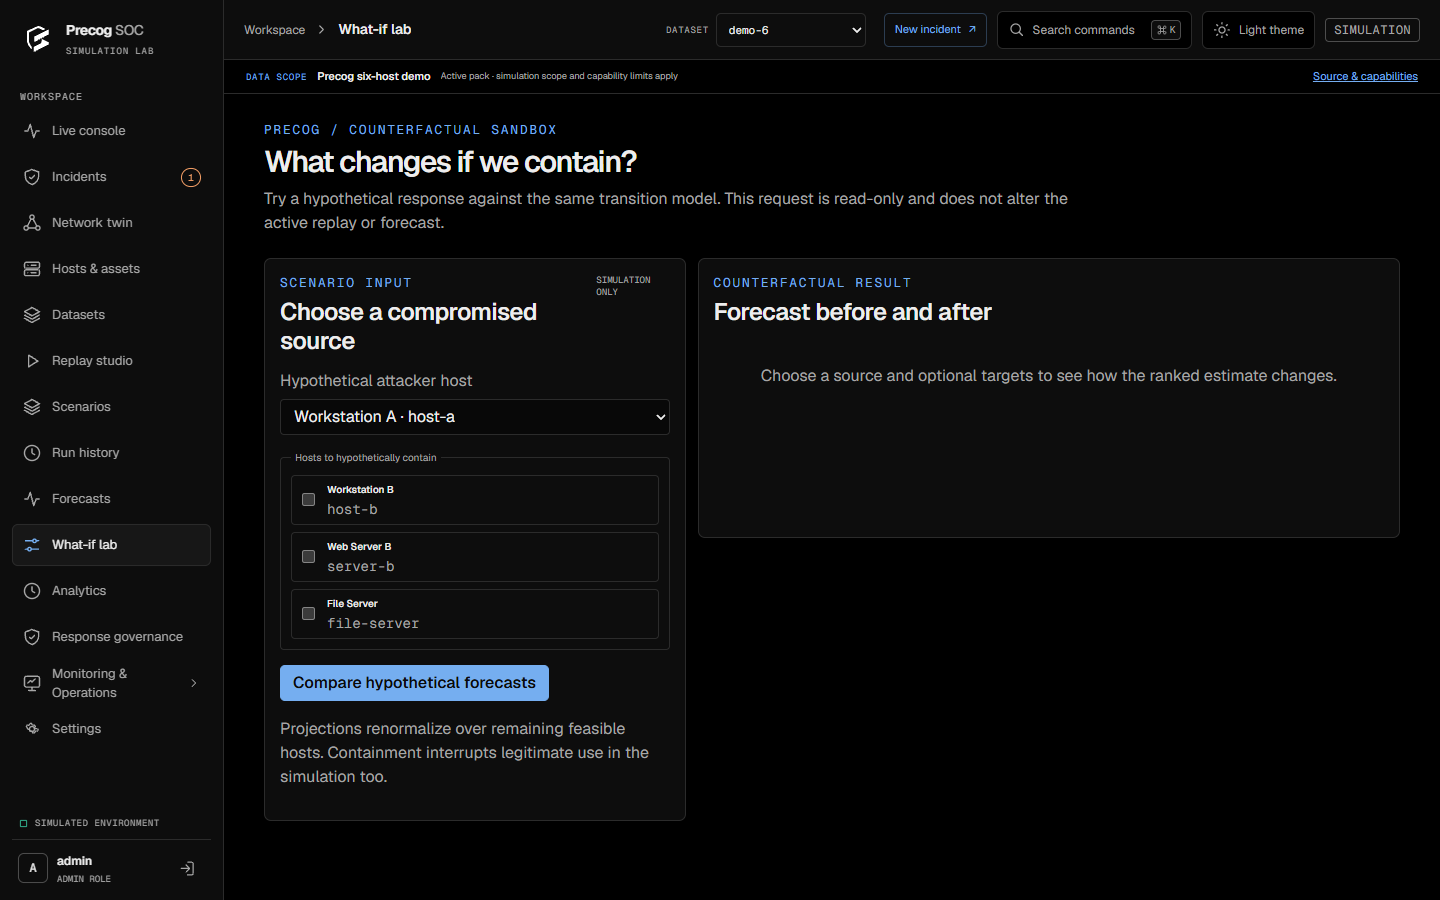 Precog SOC
SIMULATION LAB
WORKSPACE
Live console
Incidents
1
Network twin
Hosts & assets
Datasets
Replay studio
Scenarios
Run history
Forecasts
What-if lab
Analytics
Response governance
Monitoring &
Operations
Settings
SIMULATED ENVIRONMENT
A
admin
ADMIN ROLE
Workspace
What-if lab
DATASET
demo-6
New incident ↗
Search commands
⌘K
Light theme
SIMULATION
DATA SCOPE
Precog six-host demo
Active pack · simulation scope and capability limits apply
Source & capabilities
PRECOG / COUNTERFACTUAL SANDBOX
What changes if we contain?
Try a hypothetical response against the same transition model. This request is read-only and does not alter the
active replay or forecast.
SCENARIO INPUT
SIMULATION
ONLY
Choose a compromised
source
Hypothetical attacker host
Workstation A · host-a
Hosts to hypothetically contain
Workstation B
host-b
Web Server B
server-b
File Server
file-server
Compare hypothetical forecasts
Projections renormalize over remaining feasible
hosts. Containment interrupts legitimate use in the
simulation too.
COUNTERFACTUAL RESULT
Forecast before and after
Choose a source and optional targets to see how the ranked estimate changes.